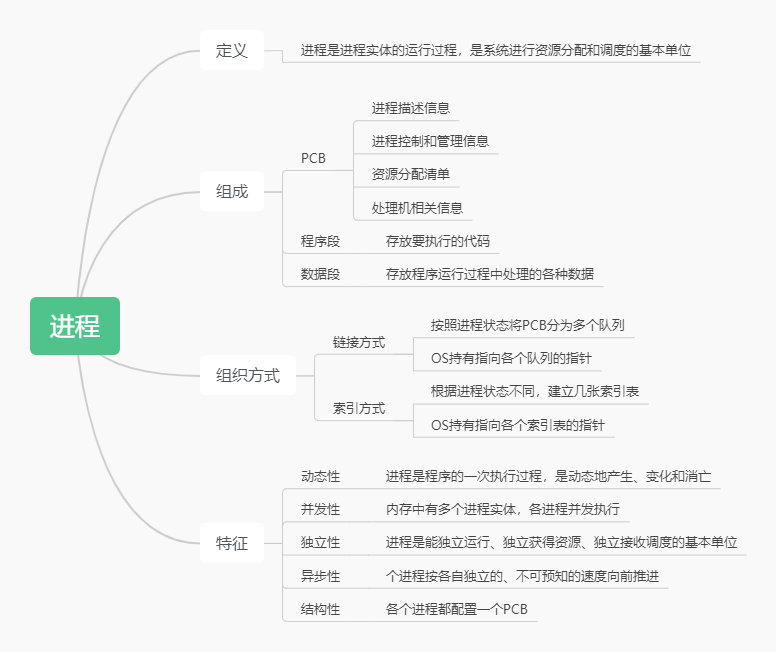 进程
定义
进程是进程实体的运行过程，是系统进行资源分配和调度的基本单位
组成
PCB
进程描述信息
进程控制和管理信息
资源分配清单
处理机相关信息
程序段
存放要执行的代码
数据段
存放程序运行过程中处理的各种数据
组织方式
链接方式
按照进程状态将PCB分为多个队列
OS持有指向各个队列的指针
索引方式
根据进程状态不同，建立几张索引表
OS持有指向各个索引表的指针
特征
动态性
进程是程序的一次执行过程，是动态地产生、变化和消亡
并发性
内存中有多个进程实体，各进程并发执行
独立性
进程是能独立运行、独立获得资源、独立接收调度的基本单位
异步性
个进程按各自独立的、不可预知的速度向前推进
结构性
各个进程都配置一个PCB